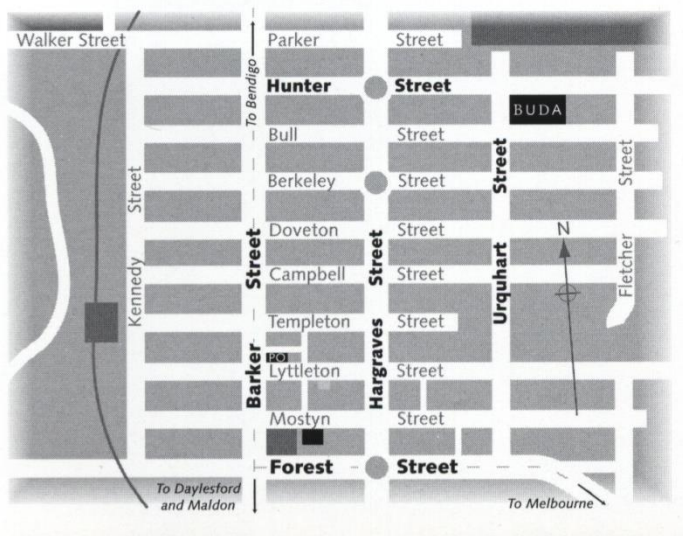 Walker Street
Parker Street
To Bendigo
Hunter Street
BUDA
Bull Street
Berkeley Street
Kennedy Street
Barker Street
Hargraves Street
Urquhart Street
Fletcher Street
Doveton Street
N
Campbell Street
Templeton Street
PO
Lyttleton Street
Mostyn Street
Forest Street
To Daylesford
and Maldon
To Melbourne